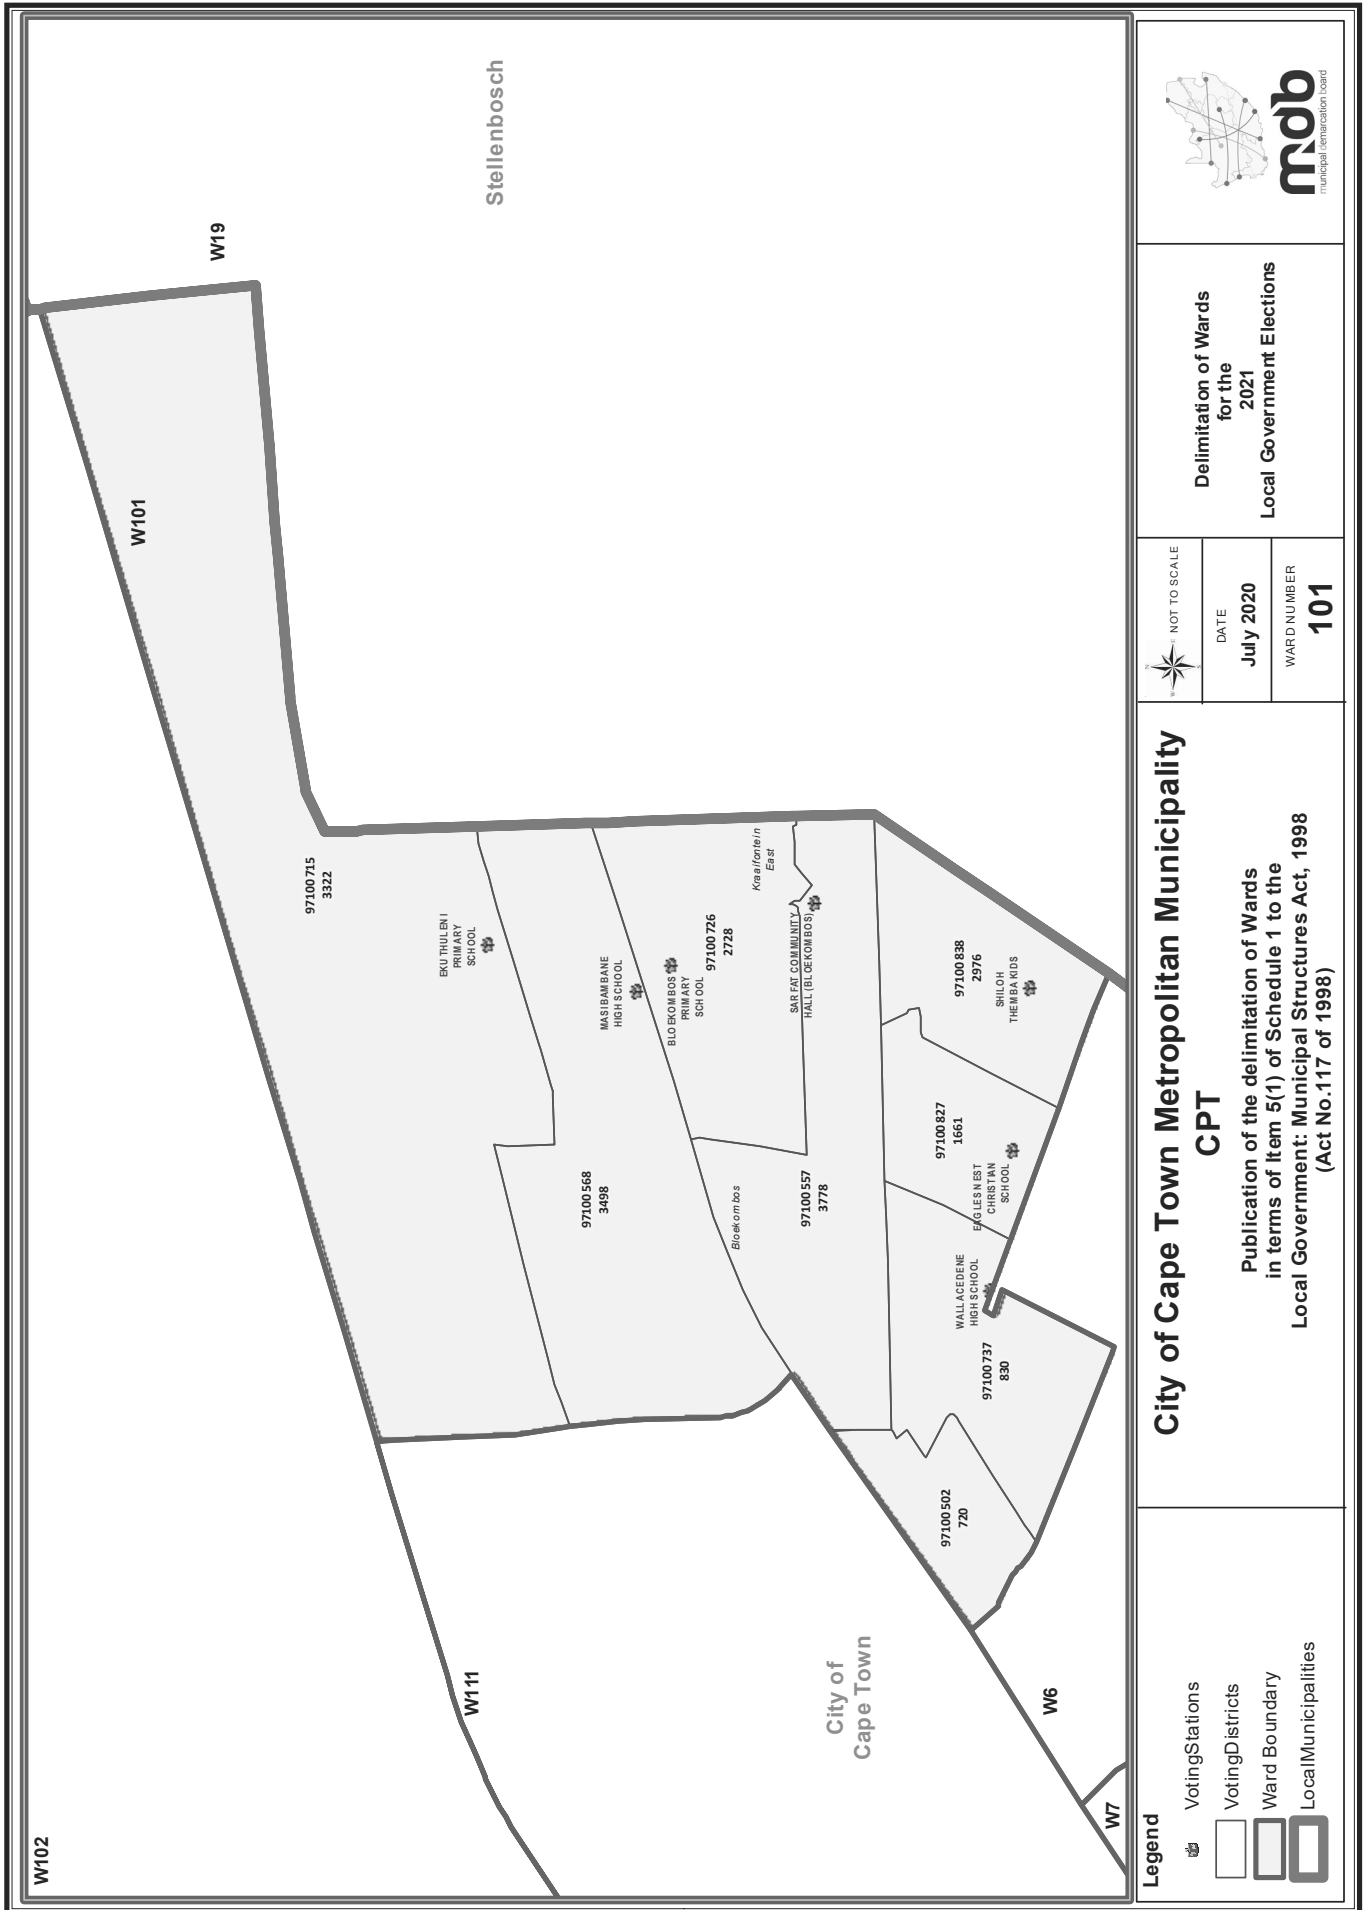 W102
W111
W101
W19
Stellenbosch
City of
Cape Town
W6
W7
97100715
3322
EKUTHULENI
PRIMARY
SCHOOL
97100568
3498
MASIBAMBANE
HIGH SCHOOL
BLOEKOMBOS
PRIMARY
SCHOOL
97100726
2728
Kraaifontein
East
Bloekombos
SARFAT COMMUNITY
HALL (BLOEKOMBOS)
97100557
3778
97100838
2976
SHILOH
THEMBA KIDS
97100827
1661
EAGLES NEST
CHRISTIAN
SCHOOL
WALLACEDENE
HIGH SCHOOL
97100737
830
97100502
720
Legend
VotingStations
VotingDistricts
Ward Boundary
LocalMunicipalities
City of Cape Town Metropolitan Municipality
CPT
Publication of the delimitation of Wards
in terms of Item 5(1) of Schedule 1 to the
Local Government: Municipal Structures Act, 1998
(Act No.117 of 1998)
N
W
E
S
NOT TO SCALE
DATE
July 2020
WARD NUMBER
101
Delimitation of Wards
for the
2021
Local Government Elections
mdb
municipal demarcation board